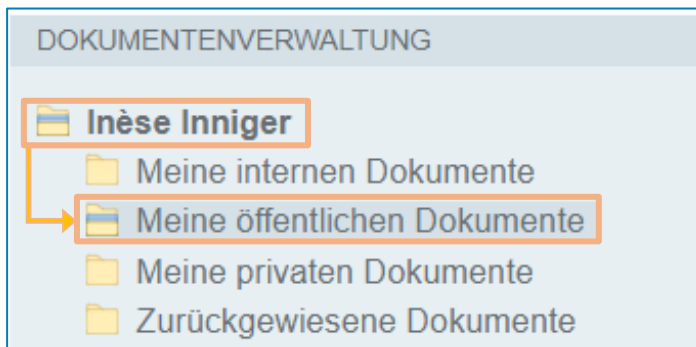 DOKUMENTENVERWALTUNG
Inèse Inniger
Meine internen Dokumente
Meine öffentlichen Dokumente
Meine privaten Dokumente
Zurückgewiesene Dokumente